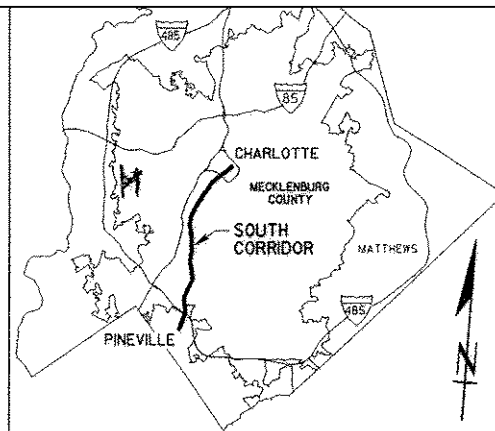 485
85
CHARLOTTE
MECKLENBURG
COUNTY
SOUTH
CORRIDOR
MATTHEWS
485
PINEVILLE
N